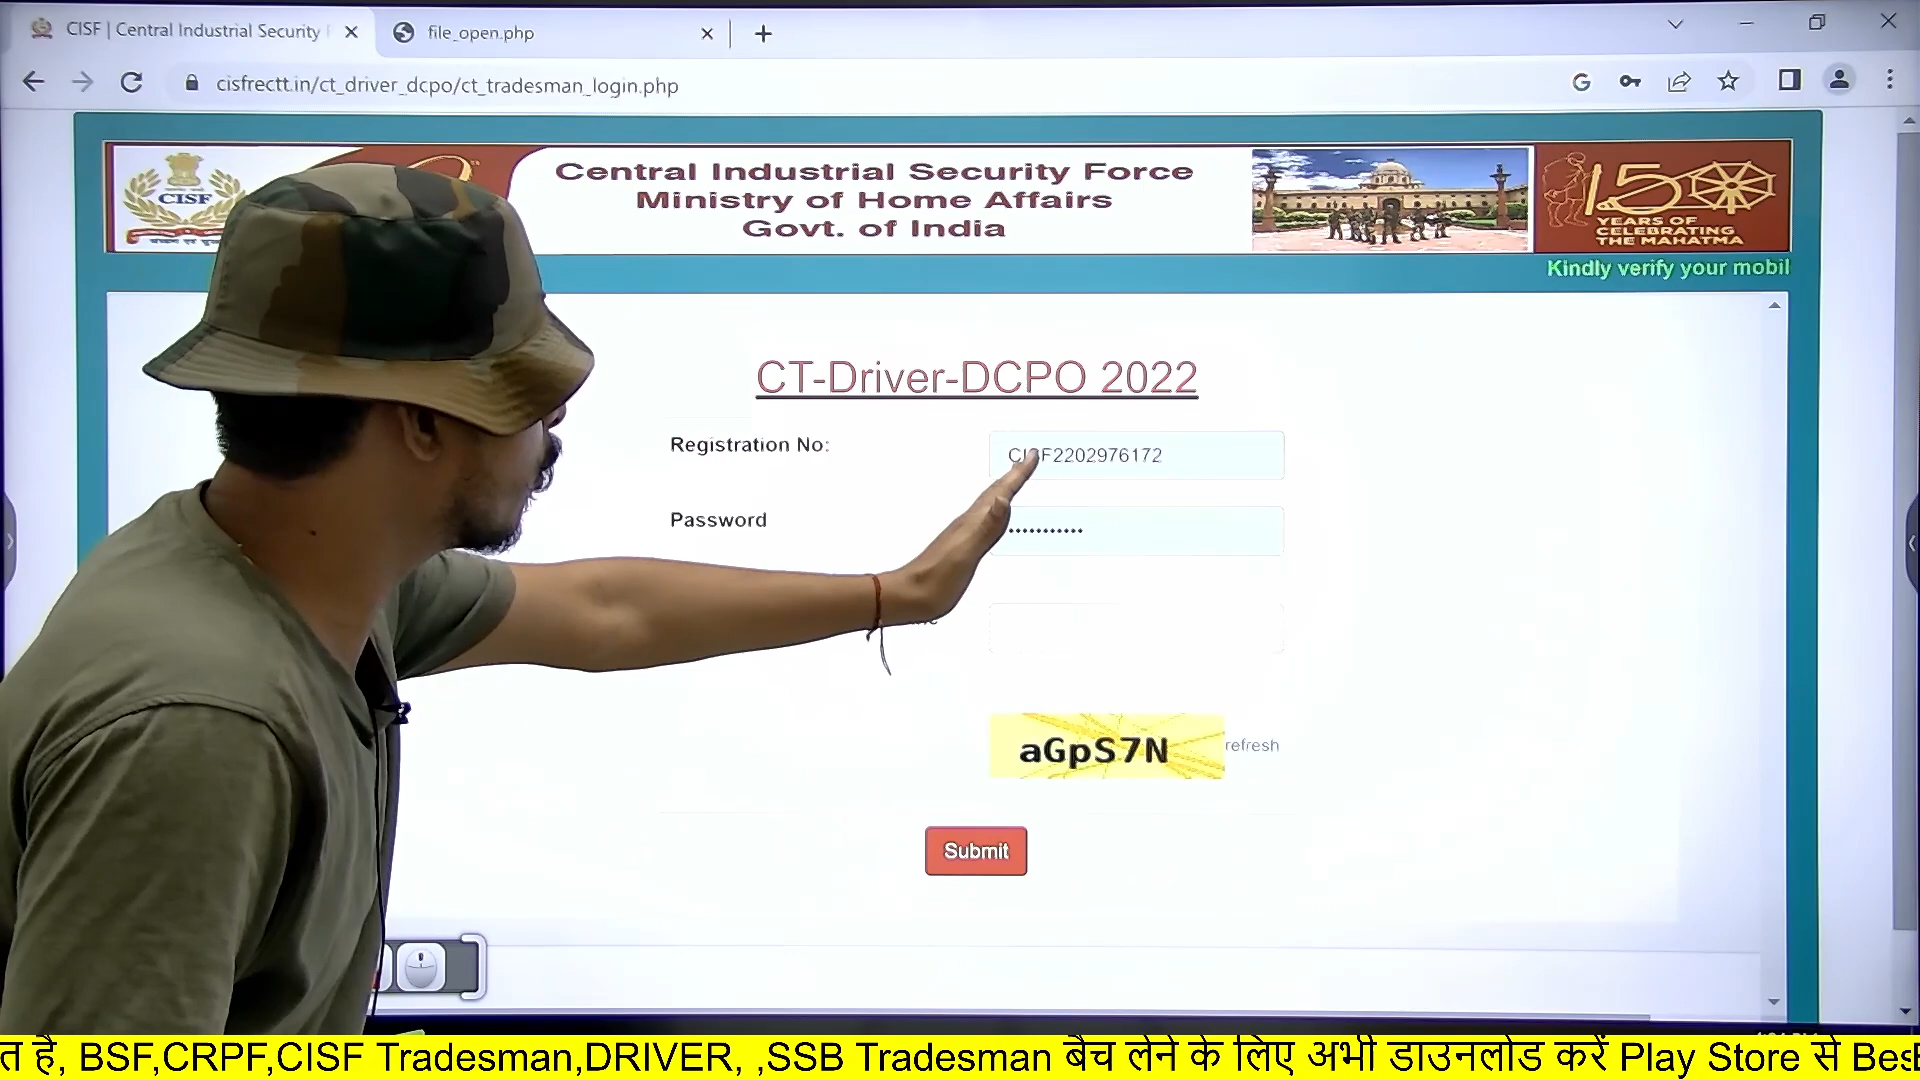 CISF | Central Industrial Security
file_open.php
cisfrectt.in/ct_driver_dcpo/ct_tradesman_login.php
CISF
Central Industrial Security Force
Ministry of Home Affairs
Govt. of India
150
YEARS OF
CELEBRATING
THE MAHATMA
Kindly verify your mobil
CT-Driver-DCPO 2022
Registration No:
CISF2202976172
Password
aGpS7N
refresh
Submit
त है, BSF,CRPF,CISF Tradesman,DRIVER, ,SSB Tradesman बैच लेने के लिए अभी डाउनलोड करें Play Store से Bes